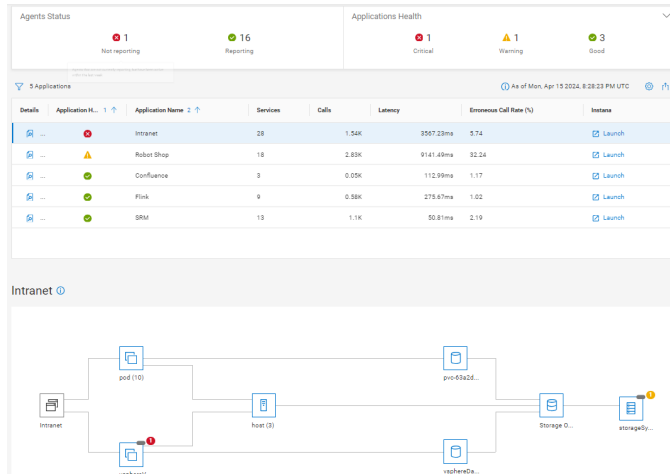 Agents Status
Applications Health
1
Not reporting
16
Reporting
1
Critical
1
Warning
3
Good
5 Applications
As of Mon, Apr 15 2024, 8:28:23 PM UTC
Details Application H... 1 Application Name 2 Services Calls Latency Erroneous Call Rate (%) Instana
... Intranet 28 1.54K 3567.23ms 5.74 Launch
... Robot Shop 18 2.83K 9141.49ms 32.24 Launch
... Confluence 3 0.05K 112.99ms 1.17 Launch
... Flink 9 0.58K 275.67ms 1.02 Launch
... SRM 13 1.1K 50.81ms 2.19 Launch
Intranet
pod (10)
pvc-63a2d...
Intranet
host (3)
Storage O...
1
storageSy...
1
vsphereDa...